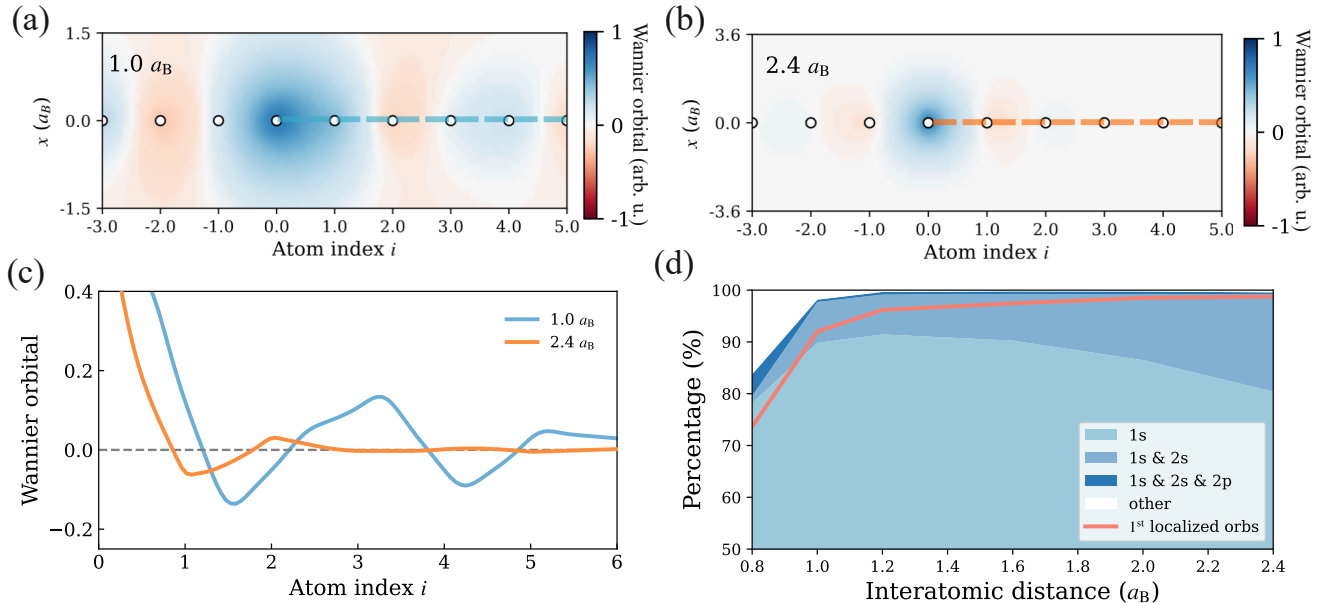 (a)
1.0 a_B
x (a_B)
1.5
0.0
-1.5
-3.0 -2.0 -1.0 0.0 1.0 2.0 3.0 4.0 5.0
Atom index i
1
0
-1
Wannier orbital (arb. u.)
(b)
2.4 a_B
x (a_B)
3.6
0.0
-3.6
-3.0 -2.0 -1.0 0.0 1.0 2.0 3.0 4.0 5.0
Atom index i
1
0
-1
Wannier orbital (arb. u.)
(c)
Wannier orbital
0.4
0.2
0.0
−0.2
0 1 2 3 4 5 6
Atom index i
1.0 a_B
2.4 a_B
(d)
Percentage (%)
100
90
80
70
60
50
0.8 1.0 1.2 1.4 1.6 1.8 2.0 2.2 2.4
Interatomic distance (a_B)
1s
1s & 2s
1s & 2s & 2p
other
1st localized orbs